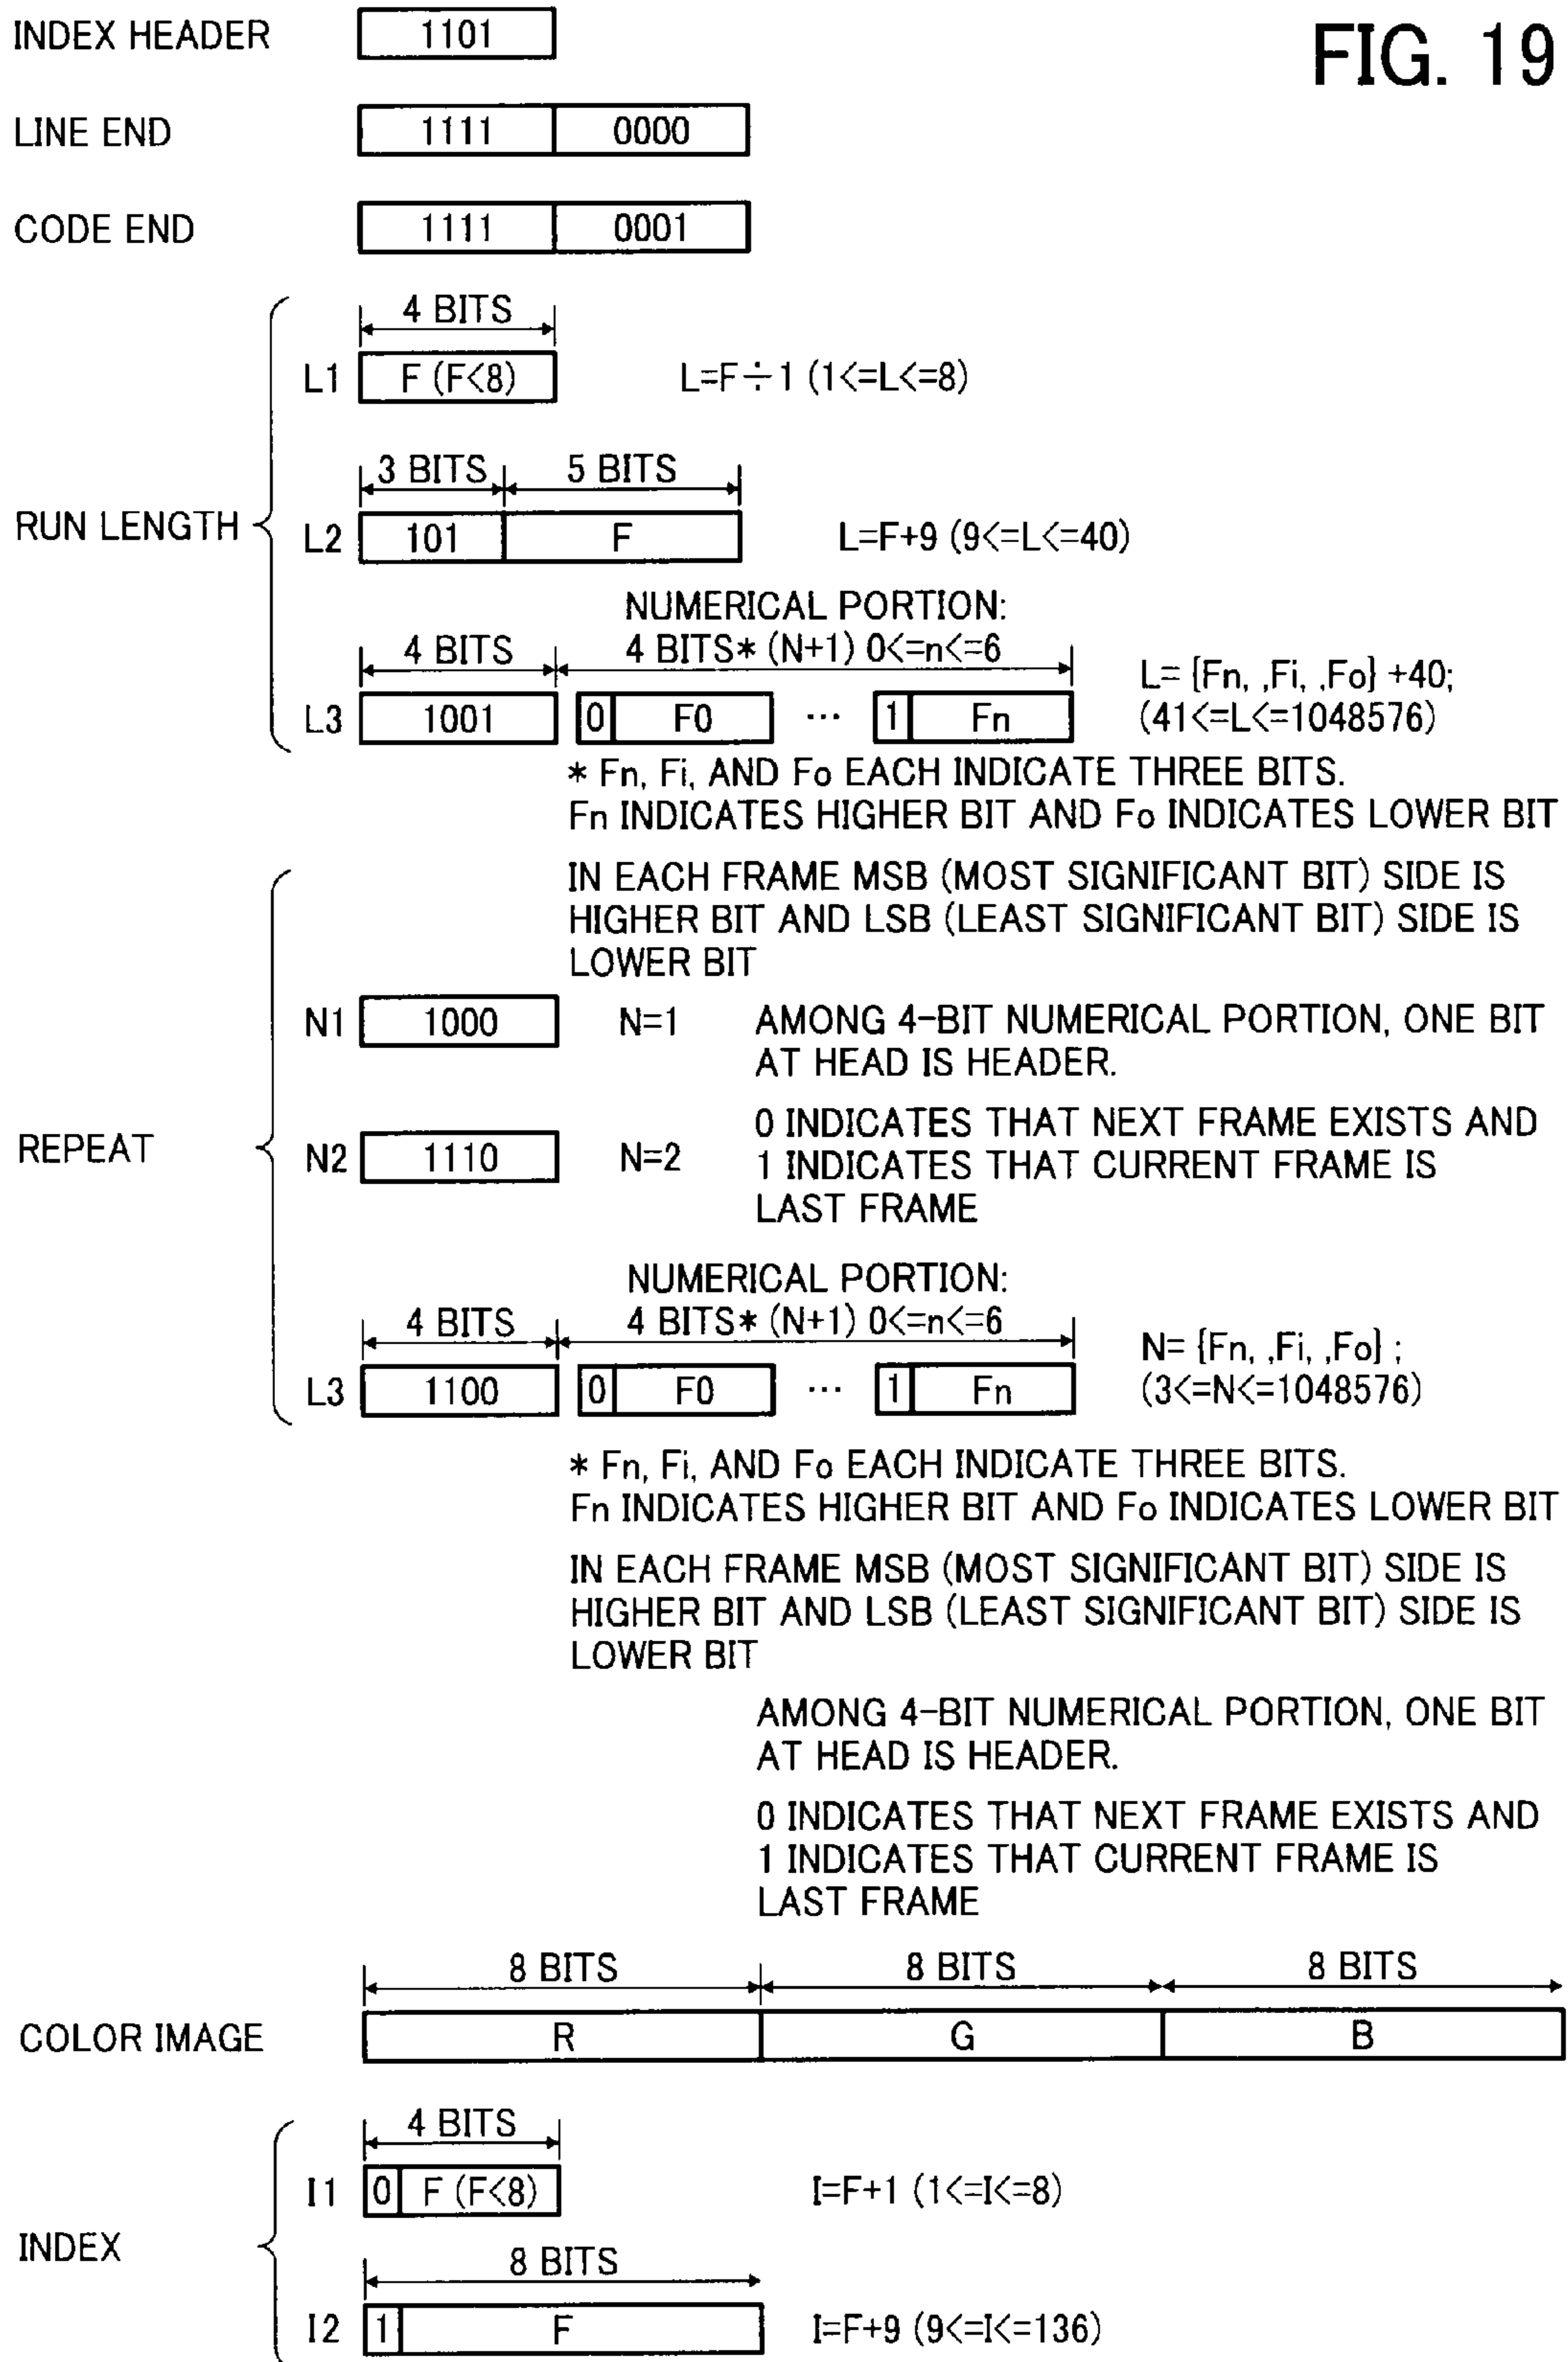 FIG. 19
INDEX HEADER 1101
LINE END 1111 0000
CODE END 1111 0001
RUN LENGTH
4 BITS
L1 F (F<8) L=F÷1 (1<=L<=8)
3 BITS 5 BITS
L2 101 F L=F+9 (9<=L<=40)
NUMERICAL PORTION:
4 BITS 4 BITS* (N+1) 0<=n<=6
L3 1001 0 F0 ... 1 Fn
L= {Fn, ,Fi, ,Fo} +40;
(41<=L<=1048576)
* Fn, Fi, AND Fo EACH INDICATE THREE BITS.
Fn INDICATES HIGHER BIT AND Fo INDICATES LOWER BIT
IN EACH FRAME MSB (MOST SIGNIFICANT BIT) SIDE IS
HIGHER BIT AND LSB (LEAST SIGNIFICANT BIT) SIDE IS
LOWER BIT
REPEAT
N1 1000 N=1
AMONG 4-BIT NUMERICAL PORTION, ONE BIT
AT HEAD IS HEADER.
N2 1110 N=2
0 INDICATES THAT NEXT FRAME EXISTS AND
1 INDICATES THAT CURRENT FRAME IS
LAST FRAME
NUMERICAL PORTION:
4 BITS 4 BITS* (N+1) 0<=n<=6
L3 1100 0 F0 ... 1 Fn
N= {Fn, ,Fi, ,Fo} ;
(3<=N<=1048576)
* Fn, Fi, AND Fo EACH INDICATE THREE BITS.
Fn INDICATES HIGHER BIT AND Fo INDICATES LOWER BIT
IN EACH FRAME MSB (MOST SIGNIFICANT BIT) SIDE IS
HIGHER BIT AND LSB (LEAST SIGNIFICANT BIT) SIDE IS
LOWER BIT
AMONG 4-BIT NUMERICAL PORTION, ONE BIT
AT HEAD IS HEADER.
0 INDICATES THAT NEXT FRAME EXISTS AND
1 INDICATES THAT CURRENT FRAME IS
LAST FRAME
8 BITS 8 BITS 8 BITS
COLOR IMAGE R G B
INDEX
4 BITS
I1 0 F (F<8) I=F+1 (1<=I<=8)
8 BITS
I2 1 F I=F+9 (9<=I<=136)